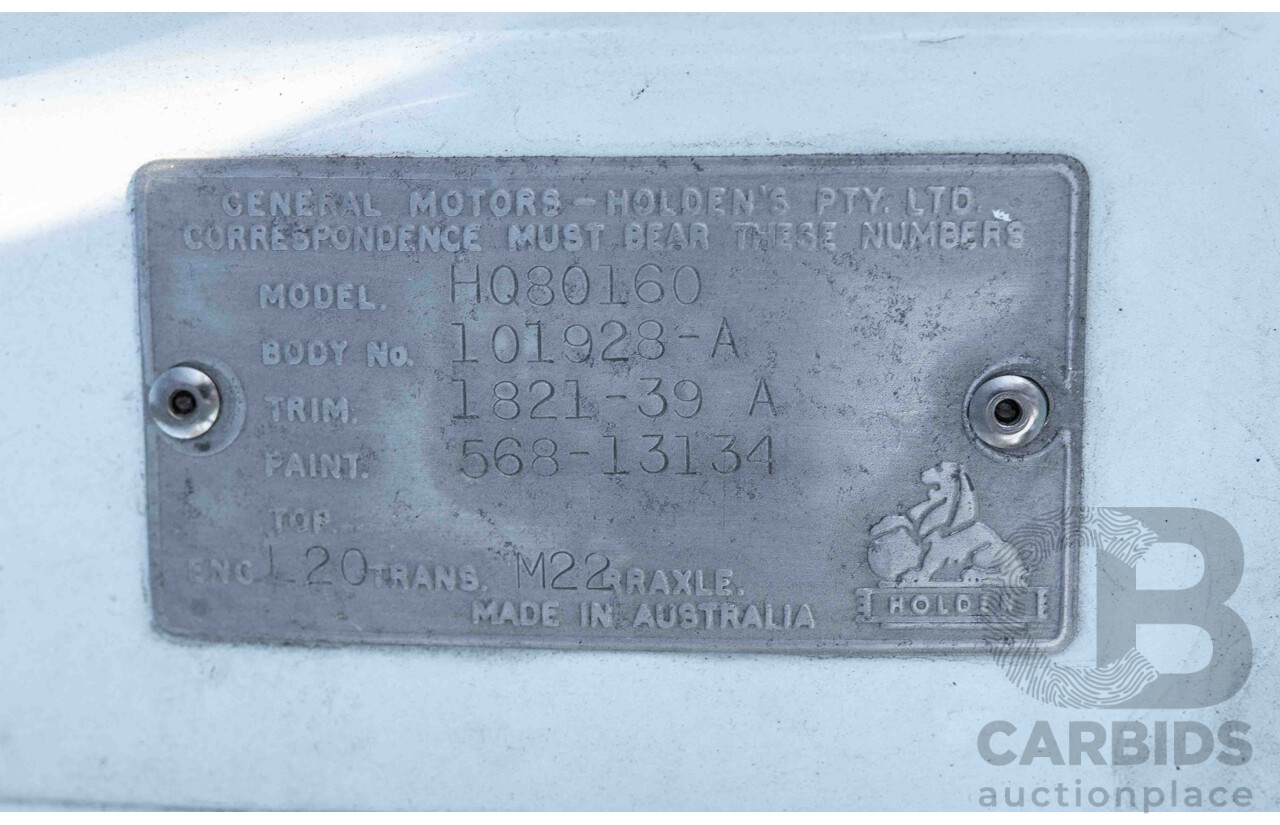 GENERAL MOTORS - HOLDEN'S PTY. LTD.
CORRESPONDENCE MUST BEAR THESE NUMBERS
MODEL. HQ80160
BODY No. 101928-A
TRIM. 1821-39 A
PAINT. 568-13134
TOP.
ENG L20 TRANS. M22 RRAXLE.
MADE IN AUSTRALIA
HOLDEN
B
CARBIDS
auctionplace